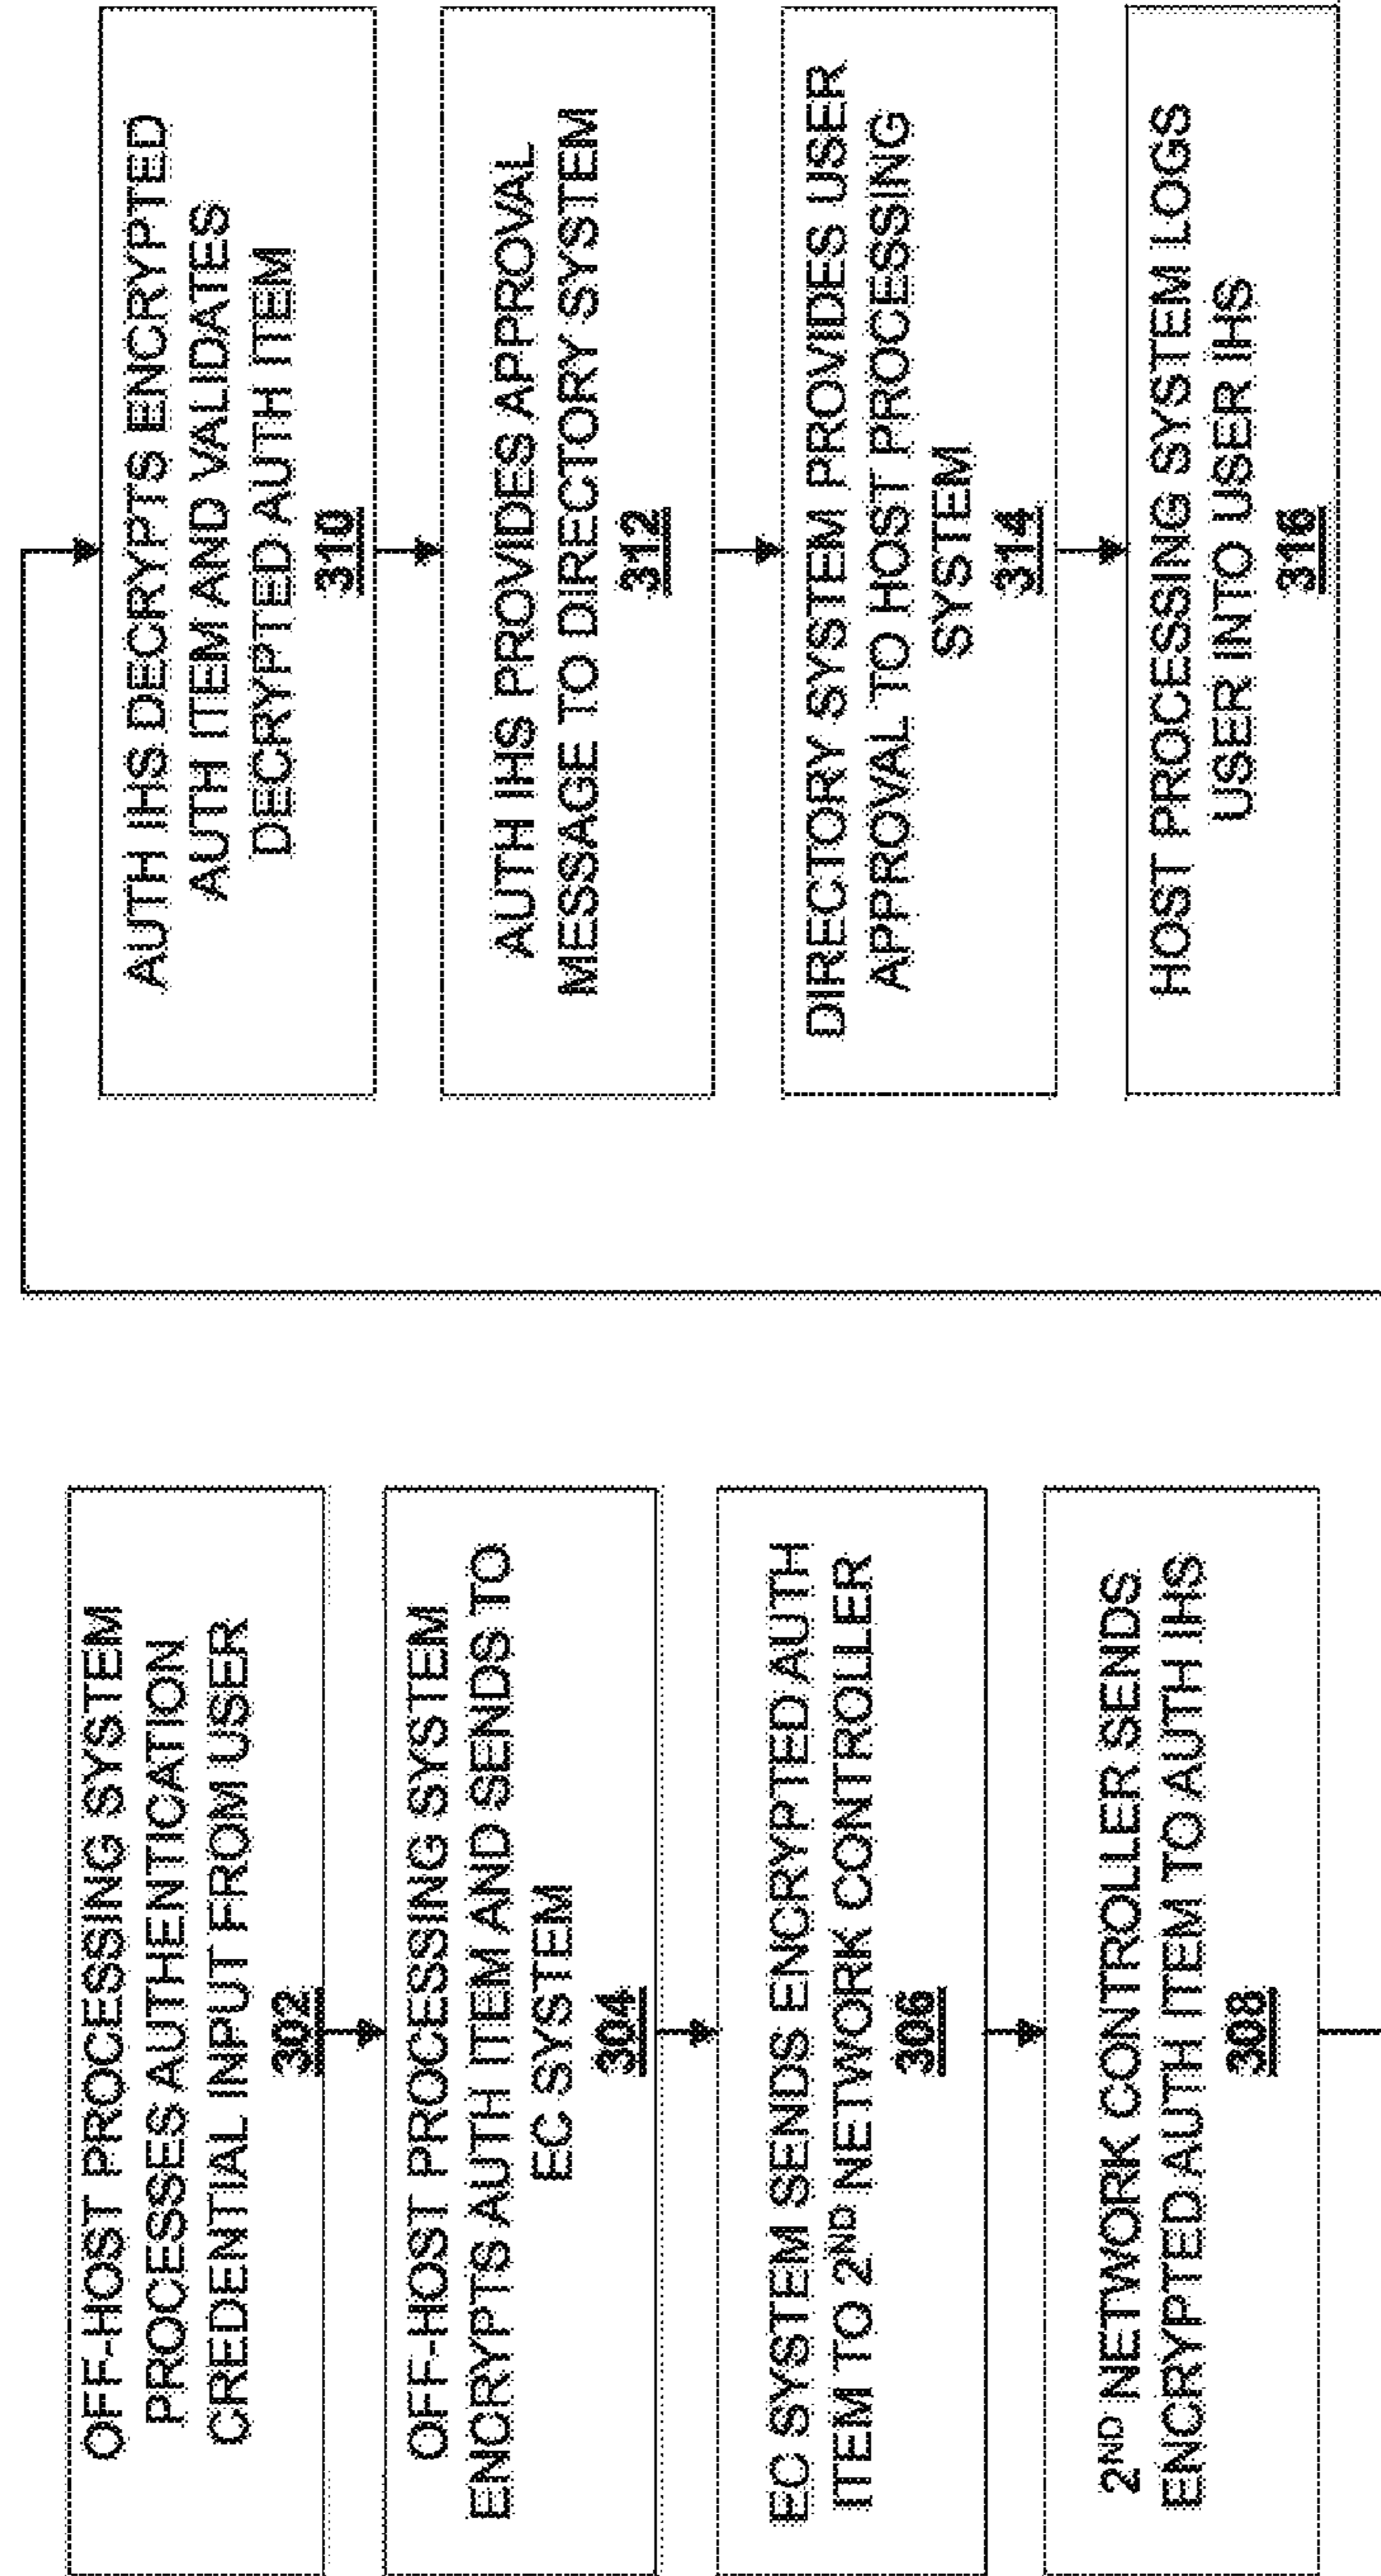 OFF-HOST PROCESSING SYSTEM
PROCESSES AUTHENTICATION
CREDENTIAL INPUT FROM USER
302
OFF-HOST PROCESSING SYSTEM
ENCRYPTS AUTH ITEM AND SENDS TO
EC SYSTEM
304
EC SYSTEM SENDS ENCRYPTED AUTH
ITEM TO 2ND NETWORK CONTROLLER
306
2ND NETWORK CONTROLLER SENDS
ENCRYPTED AUTH ITEM TO AUTH IHS
308
AUTH IHS DECRYPTS ENCRYPTED
AUTH ITEM AND VALIDATES
DECRYPTED AUTH ITEM
310
AUTH IHS PROVIDES APPROVAL
MESSAGE TO DIRECTORY SYSTEM
312
DIRECTORY SYSTEM PROVIDES USER
APPROVAL TO HOST PROCESSING
SYSTEM
314
HOST PROCESSING SYSTEM LOGS
USER INTO USER IHS
316